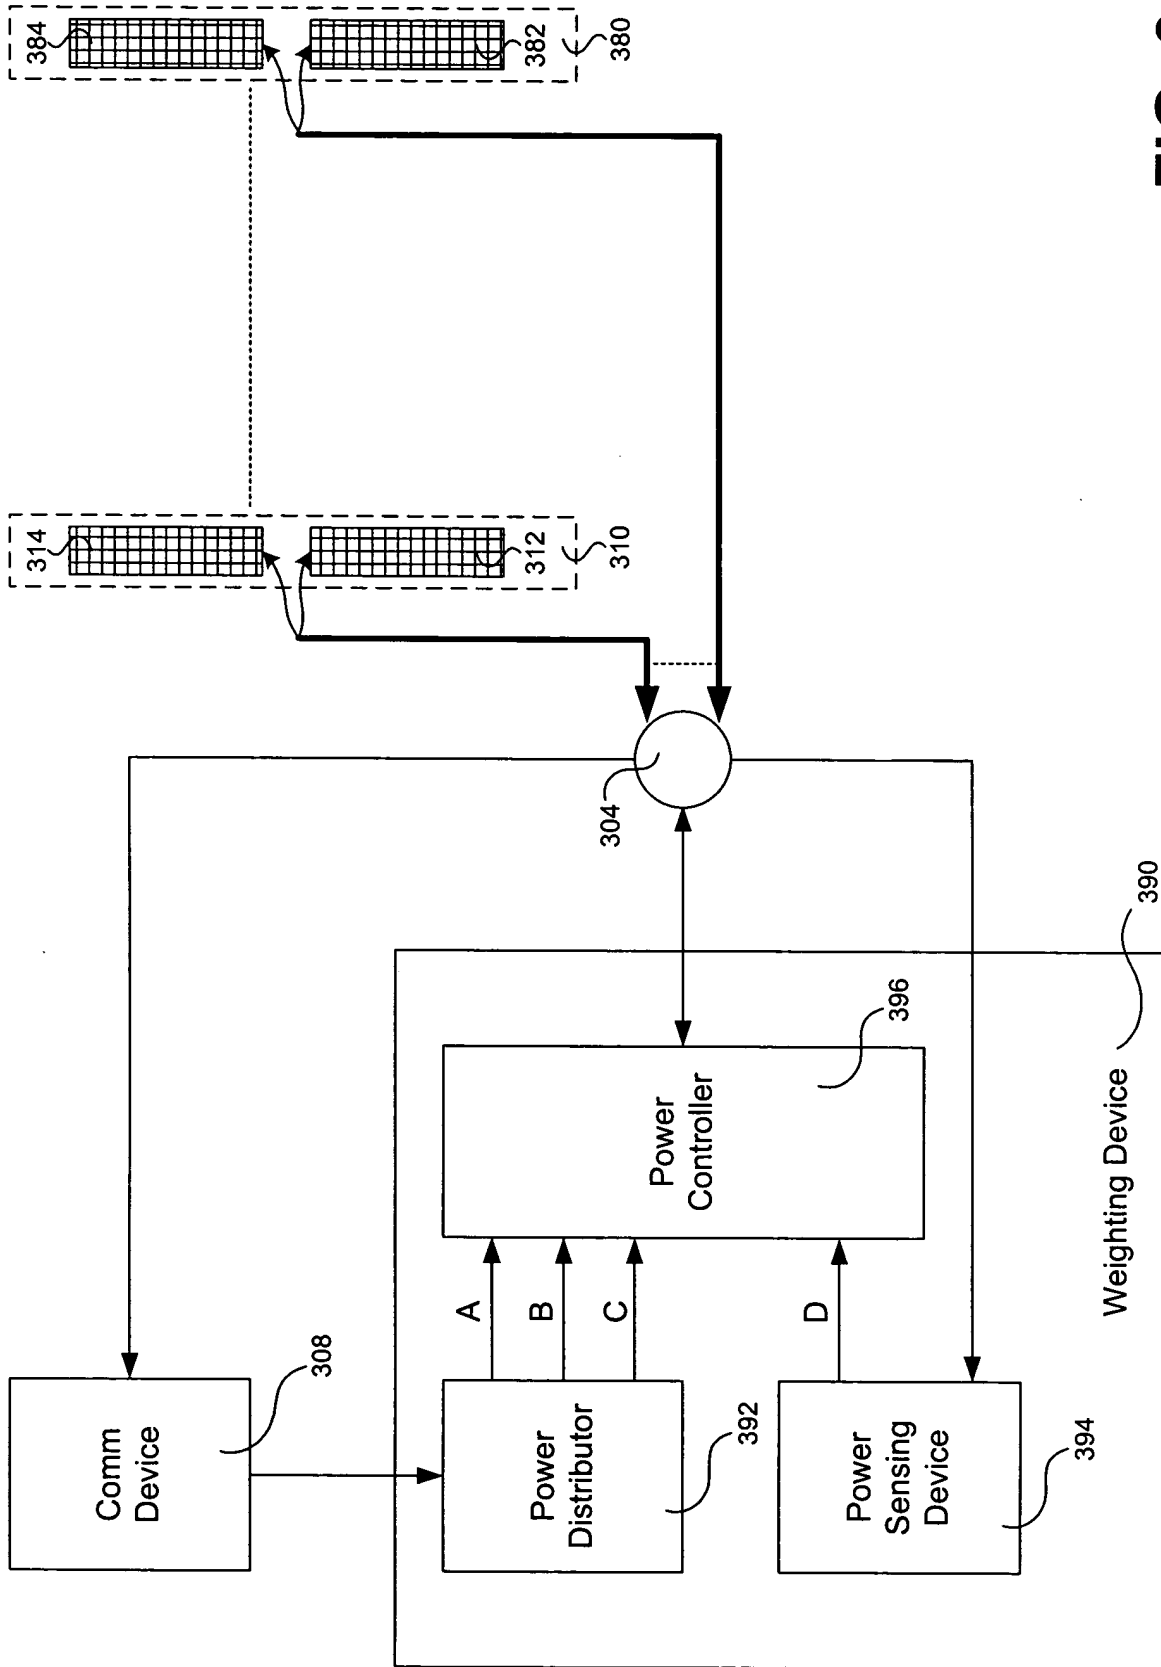 Comm
Device
308
Power
Distributor
392
Power
Sensing
Device
394
A
B
C
D
Power
Controller
396
Weighting Device
390
304
314
312
310
384
382
380